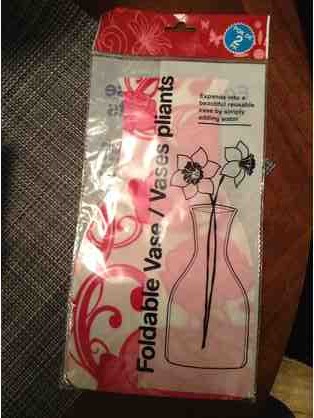 Expands into a
beautiful reusable
vase by simply
adding water
Foldable Vase / Vases pliants